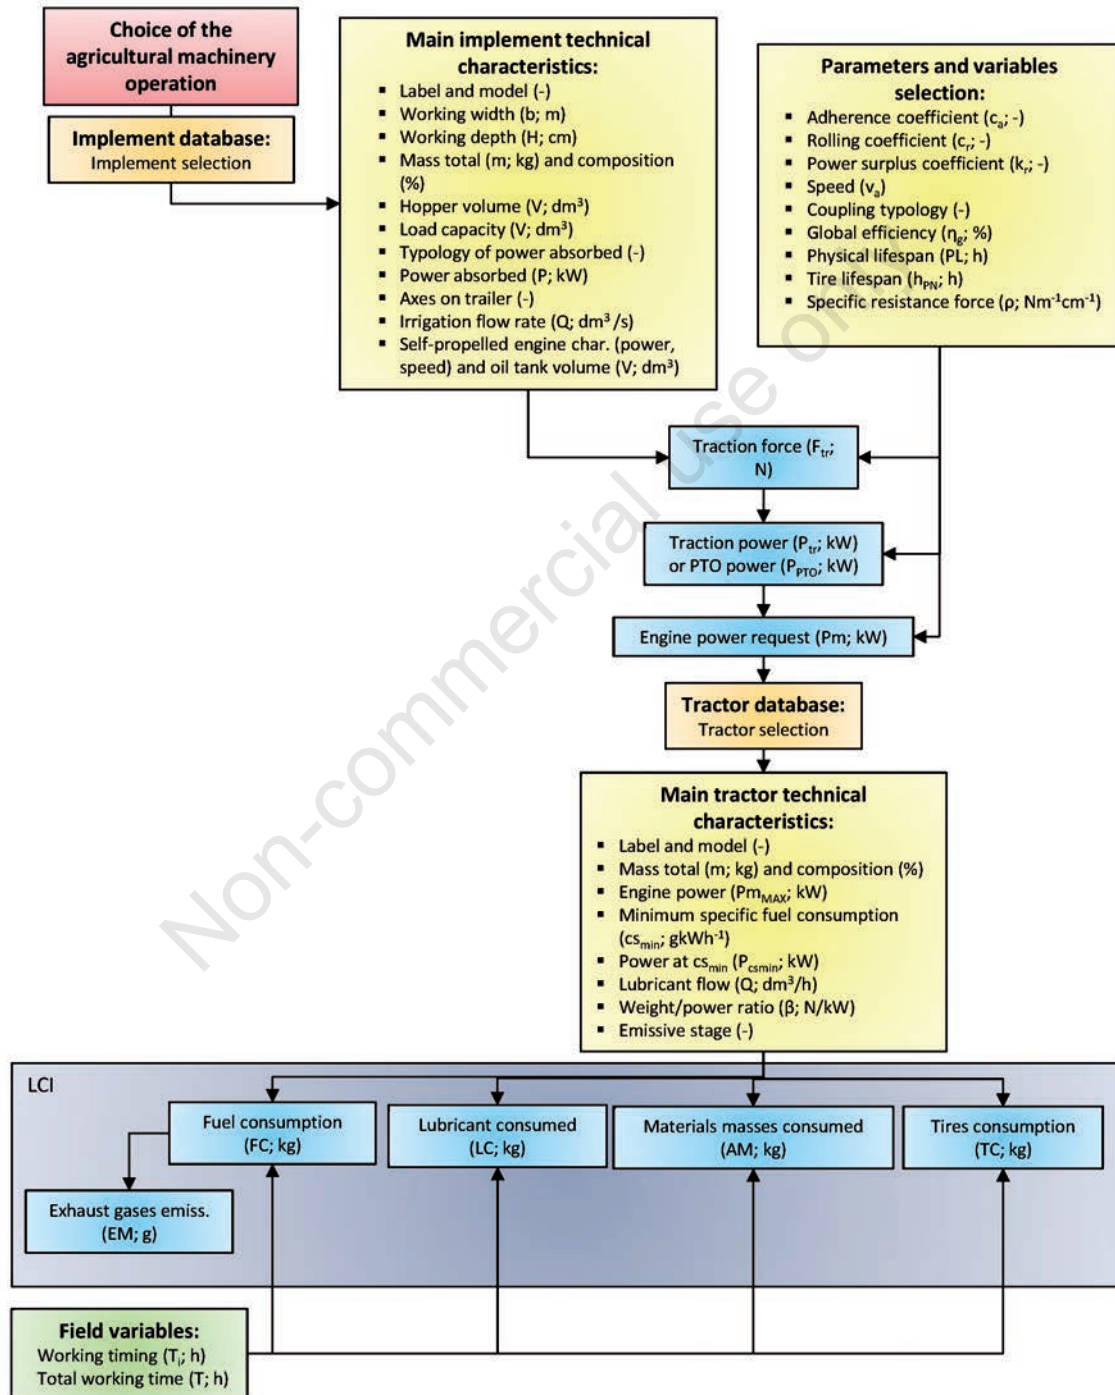 Choice of the
agricultural machinery
operation
Implement database:
Implement selection
Main implement technical
characteristics:
▪ Label and model (-)
▪ Working width (b; m)
▪ Working depth (H; cm)
▪ Mass total (m; kg) and composition
(%)
▪ Hopper volume (V; dm³)
▪ Load capacity (V; dm³)
▪ Typology of power absorbed (-)
▪ Power absorbed (P; kW)
▪ Axes on trailer (-)
▪ Irrigation flow rate (Q; dm³/s)
▪ Self-propelled engine char. (power,
speed) and oil tank volume (V; dm³)
Parameters and variables
selection:
▪ Adherence coefficient (cₐ; -)
▪ Rolling coefficient (cᵣ; -)
▪ Power surplus coefficient (kᵣ; -)
▪ Speed (vₐ)
▪ Coupling typology (-)
▪ Global efficiency (η_g; %)
▪ Physical lifespan (PL; h)
▪ Tire lifespan (h_PN; h)
▪ Specific resistance force (ρ; Nm⁻¹cm⁻¹)
Traction force (F_tr;
N)
Traction power (P_tr; kW)
or PTO power (P_PTO; kW)
Engine power request (Pm; kW)
Tractor database:
Tractor selection
Main tractor technical
characteristics:
▪ Label and model (-)
▪ Mass total (m; kg) and composition (%)
▪ Engine power (Pm_MAX; kW)
▪ Minimum specific fuel consumption
(cs_min; gkWh⁻¹)
▪ Power at cs_min (P_csmin; kW)
▪ Lubricant flow (Q; dm³/h)
▪ Weight/power ratio (β; N/kW)
▪ Emissive stage (-)
LCI
Fuel consumption
(FC; kg)
Lubricant consumed
(LC; kg)
Materials masses consumed
(AM; kg)
Tires consumption
(TC; kg)
Exhaust gases emiss.
(EM; g)
Field variables:
Working timing (Tᵢ; h)
Total working time (T; h)
Non-commercial use only